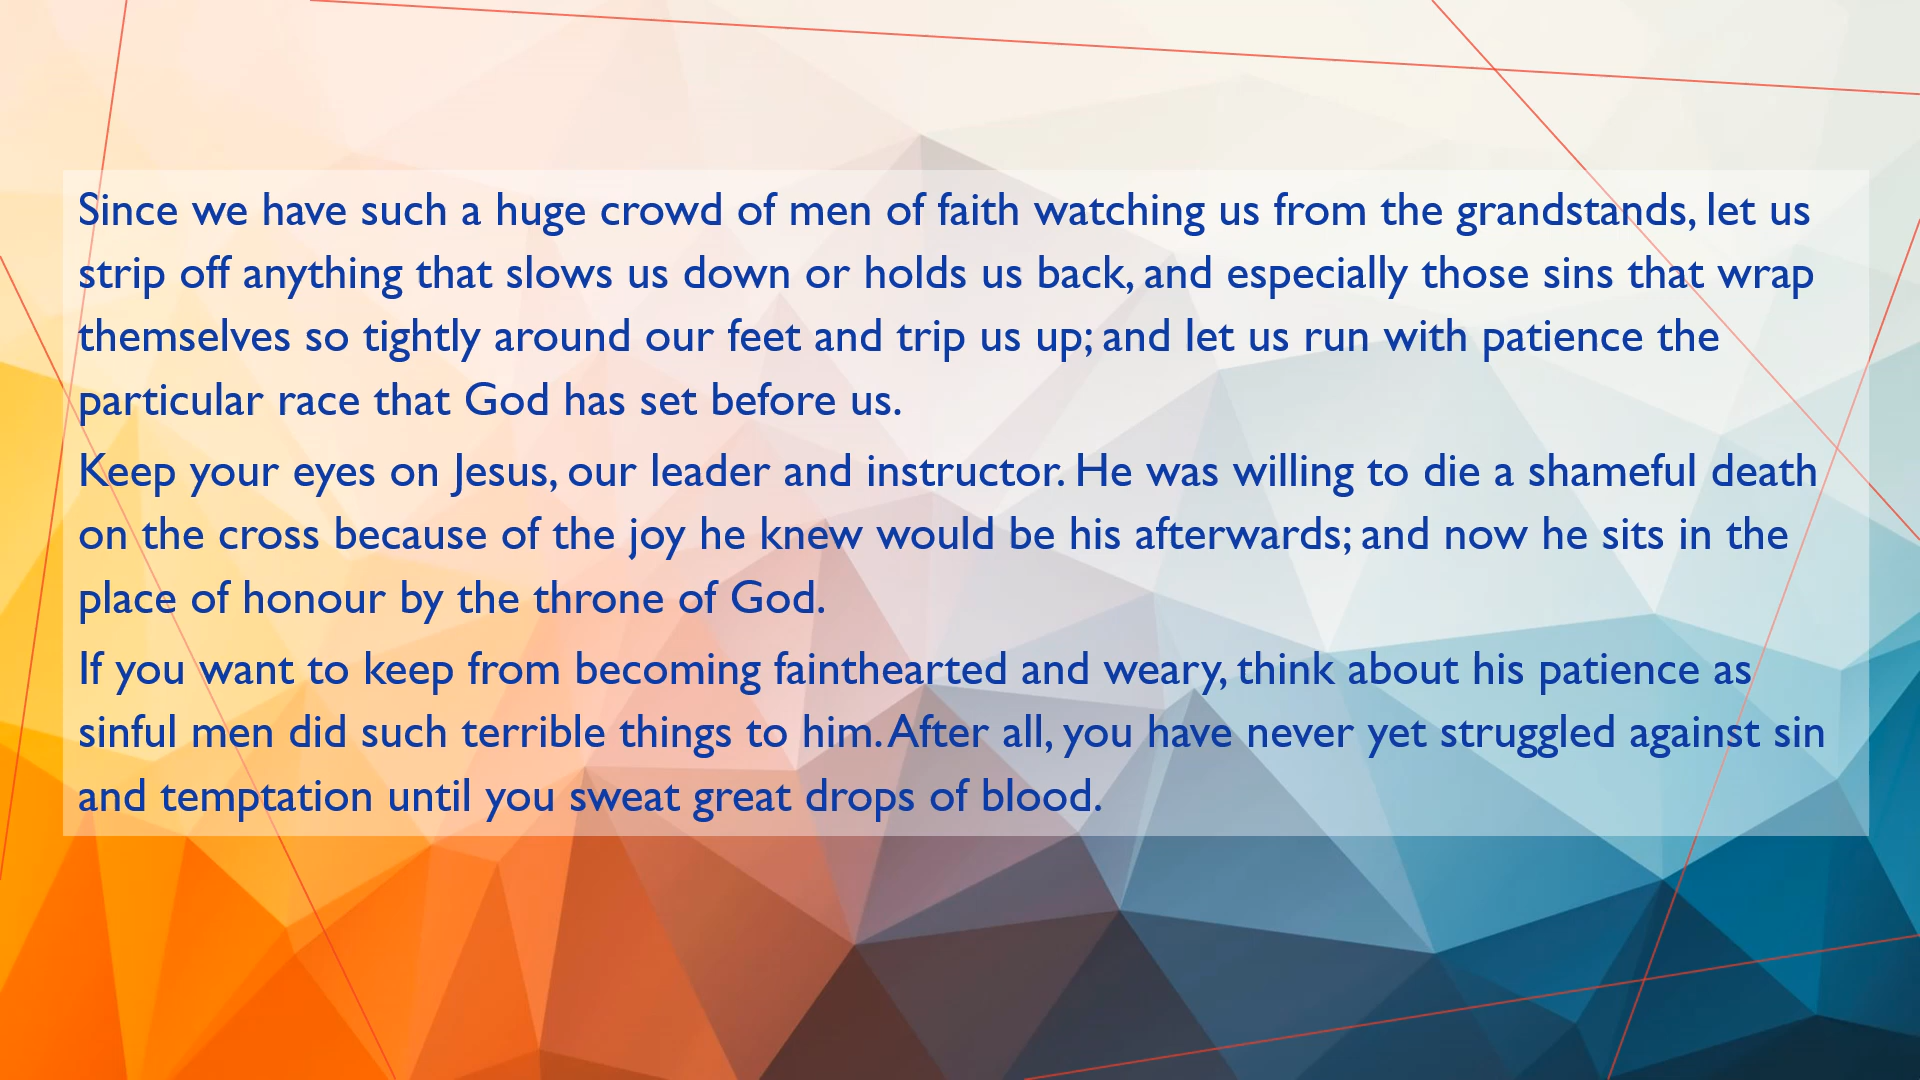 Since we have such a huge crowd of men of faith watching us from the grandstands, let us
strip off anything that slows us down or holds us back, and especially those sins that wrap
themselves so tightly around our feet and trip us up; and let us run with patience the
particular race that God has set before us.
Keep your eyes on Jesus, our leader and instructor. He was willing to die a shameful death
on the cross because of the joy he knew would be his afterwards; and now he sits in the
place of honour by the throne of God.
If you want to keep from becoming fainthearted and weary, think about his patience as
sinful men did such terrible things to him. After all, you have never yet struggled against sin
and temptation until you sweat great drops of blood.